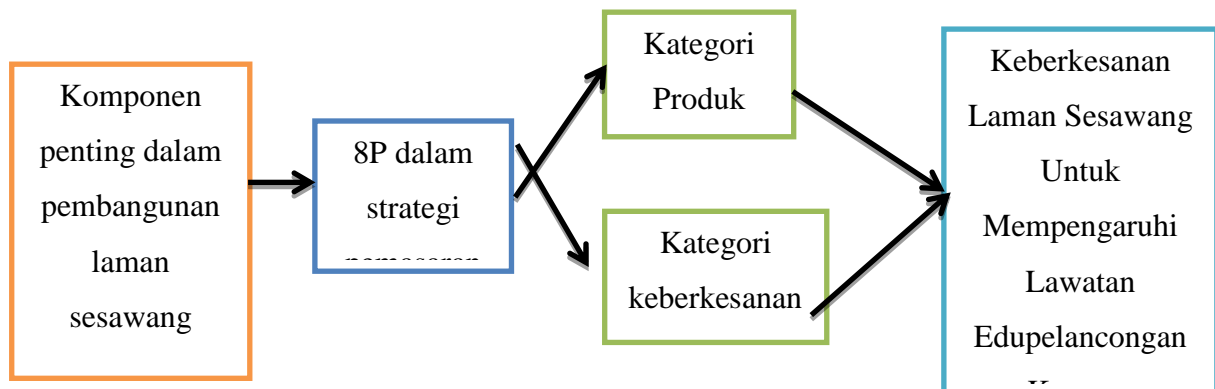 Komponen
penting dalam
pembangunan
laman
sesawang
8P dalam
strategi
Kategori
Produk
Kategori
keberkesanan
Keberkesanan
Laman Sesawang
Untuk
Mempengaruhi
Lawatan
Edupelancongan